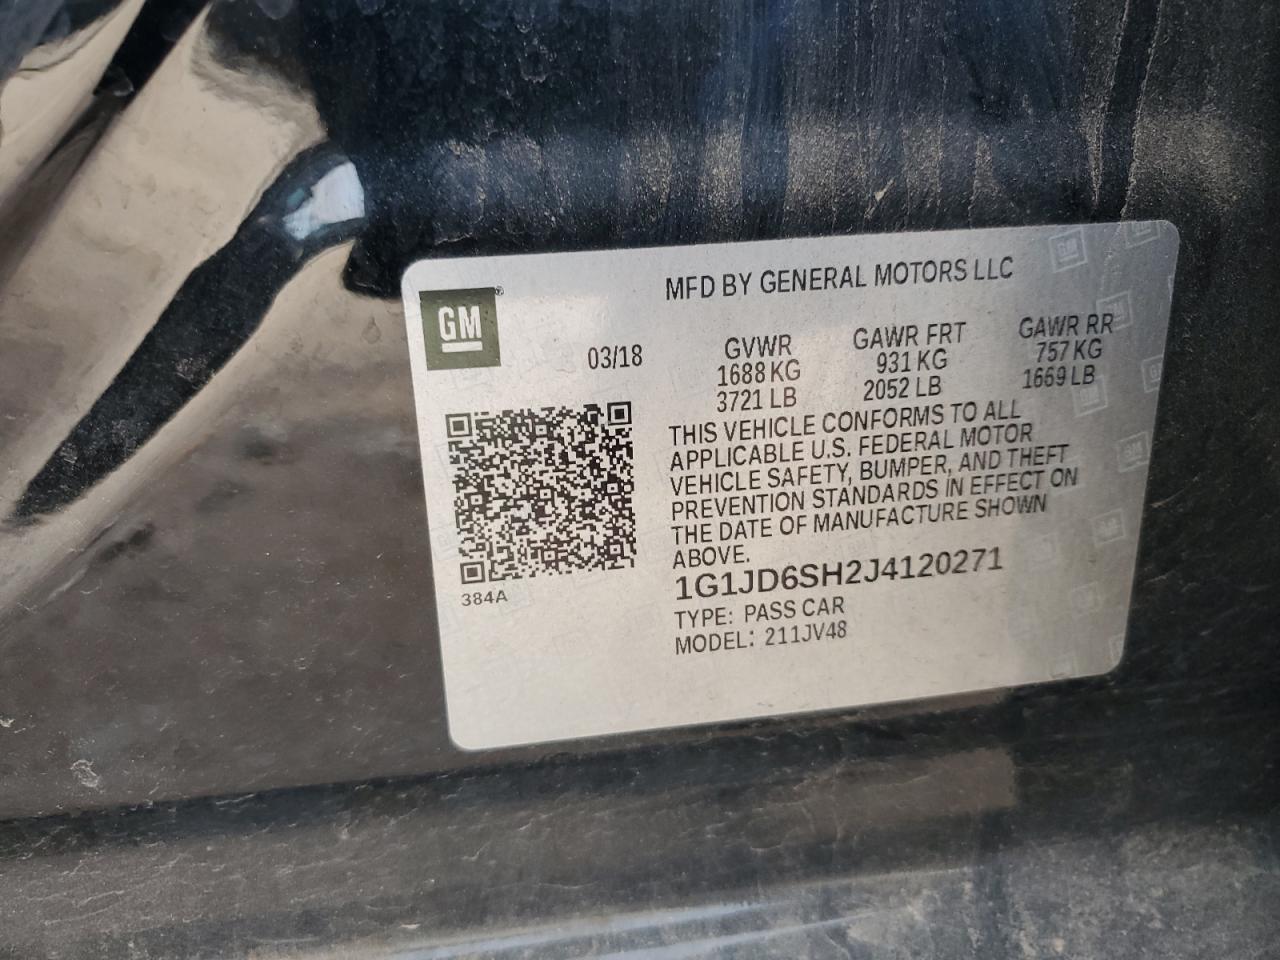 MFD BY GENERAL MOTORS LLC
GM®
03/18
GVWR
1688 KG
3721 LB
GAWR FRT
931 KG
2052 LB
GAWR RR
757 KG
1669 LB
THIS VEHICLE CONFORMS TO ALL
APPLICABLE U.S. FEDERAL MOTOR
VEHICLE SAFETY, BUMPER, AND THEFT
PREVENTION STANDARDS IN EFFECT ON
THE DATE OF MANUFACTURE SHOWN
ABOVE.
1G1JD6SH2J4120271
TYPE: PASS CAR
MODEL: 211JV48
384A